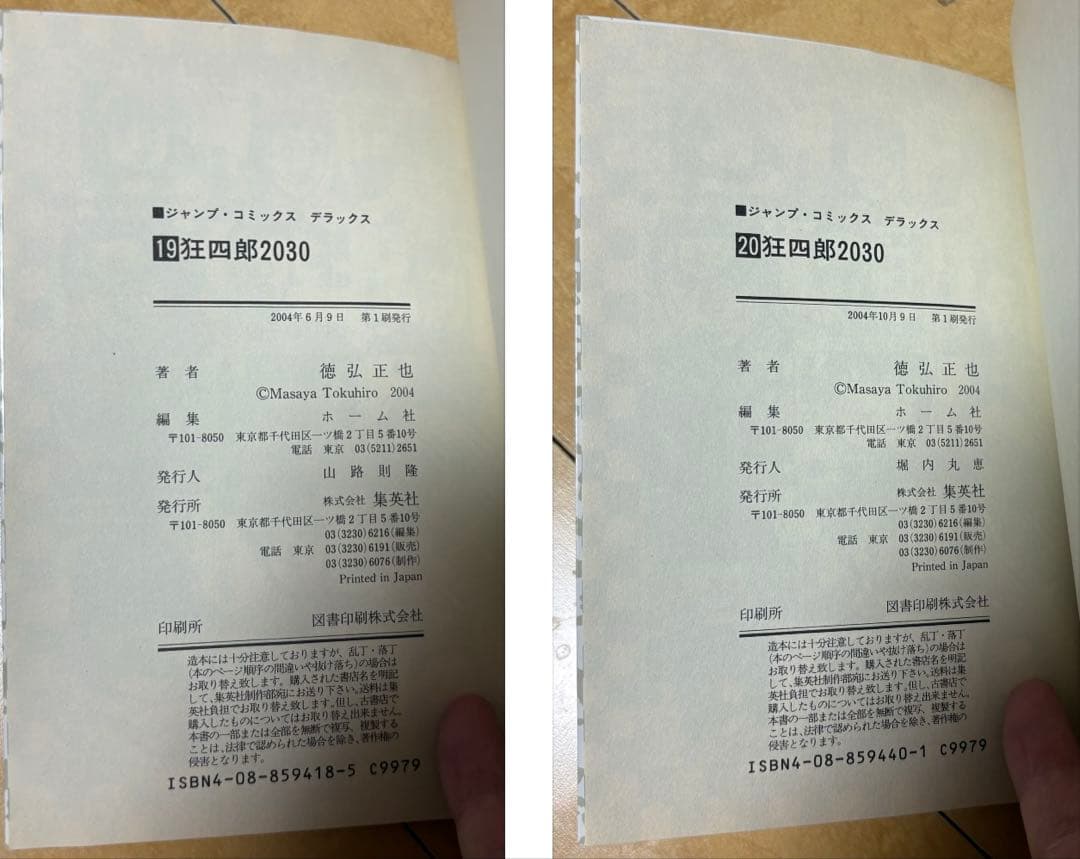 ■ジャンプ・コミックス デラックス
19狂四郎2030
2004年6月9日 第1刷発行
著者 徳弘正也
©Masaya Tokuhiro 2004
編集 ホーム社
〒101-8050 東京都千代田区一ツ橋2丁目5番10号
電話 東京 03(5211)2651
発行人 山路則隆
発行所 株式会社 集英社
〒101-8050 東京都千代田区一ツ橋2丁目5番10号
03(3230)6216(編集)
電話 東京 03(3230)6191(販売)
03(3230)6076(制作)
Printed in Japan
印刷所 図書印刷株式会社
造本には十分注意しておりますが、乱丁・落丁
(本のページ順序の間違いや抜け落ち)の場合は
お取り替え致します。購入された書店名を明記
して、集英社制作部宛にお送り下さい。送料は集
英社負担でお取り替え致します。但し、古書店で
購入したものについてはお取り替え出来ません。
本書の一部または全部を無断で複写、複製する
ことは、法律で認められた場合を除き、著作権の
侵害となります。
ISBN4-08-859418-5 C9979
■ジャンプ・コミックス デラックス
20狂四郎2030
2004年10月9日 第1刷発行
著者 徳弘正也
©Masaya Tokuhiro 2004
編集 ホーム社
〒101-8050 東京都千代田区一ツ橋2丁目5番10号
電話 東京 03(5211)2651
発行人 堀内丸恵
発行所 株式会社 集英社
〒101-8050 東京都千代田区一ツ橋2丁目5番10号
03(3230)6216(編集)
電話 東京 03(3230)6191(販売)
03(3230)6076(制作)
Printed in Japan
印刷所 図書印刷株式会社
造本には十分注意しておりますが、乱丁・落丁
(本のページ順序の間違いや抜け落ち)の場合は
お取り替え致します。購入された書店名を明記
して、集英社制作部宛にお送り下さい。送料は集
英社負担でお取り替え致します。但し、古書店で
購入したものについてはお取り替え出来ません。
本書の一部または全部を無断で複写、複製する
ことは、法律で認められた場合を除き、著作権の
侵害となります。
ISBN4-08-859440-1 C9979